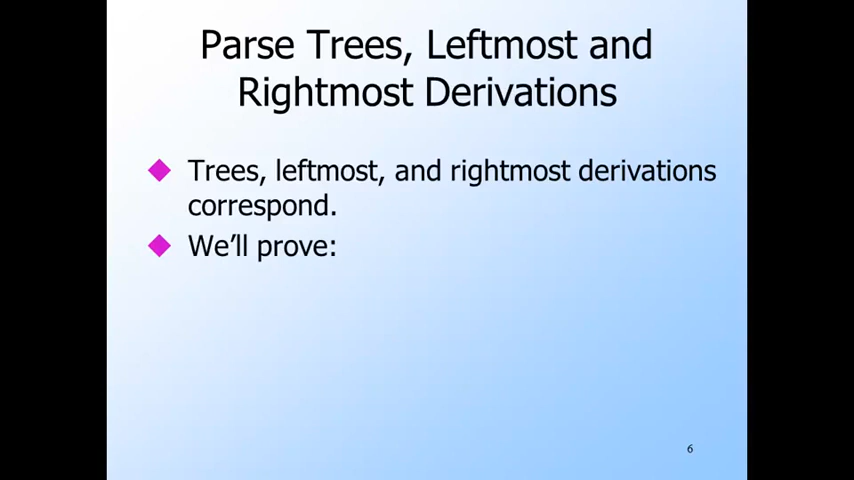 Parse Trees, Leftmost and
Rightmost Derivations
Trees, leftmost, and rightmost derivations
correspond.
We’ll prove:
6